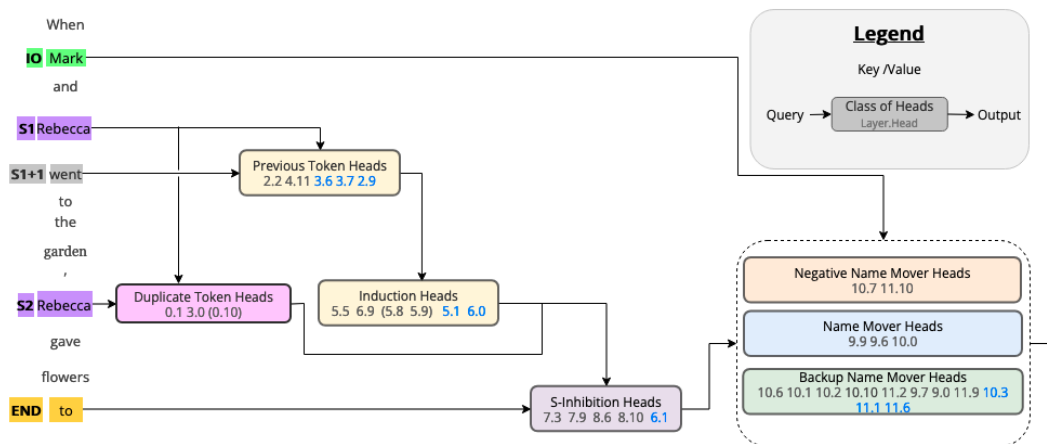 When
IO Mark
and
S1 Rebecca
S1+1 went
to
the
garden
,
S2 Rebecca
gave
flowers
END to
Previous Token Heads
2.2 4.11 3.6 3.7 2.9
Duplicate Token Heads
0.1 3.0 (0.10)
Induction Heads
5.5 6.9 (5.8 5.9) 5.1 6.0
S-Inhibition Heads
7.3 7.9 8.6 8.10 6.1
Legend
Key /Value
Query
Class of Heads
Layer.Head
Output
Negative Name Mover Heads
10.7 11.10
Name Mover Heads
9.9 9.6 10.0
Backup Name Mover Heads
10.6 10.1 10.2 10.10 11.2 9.7 9.0 11.9 10.3
11.1 11.6